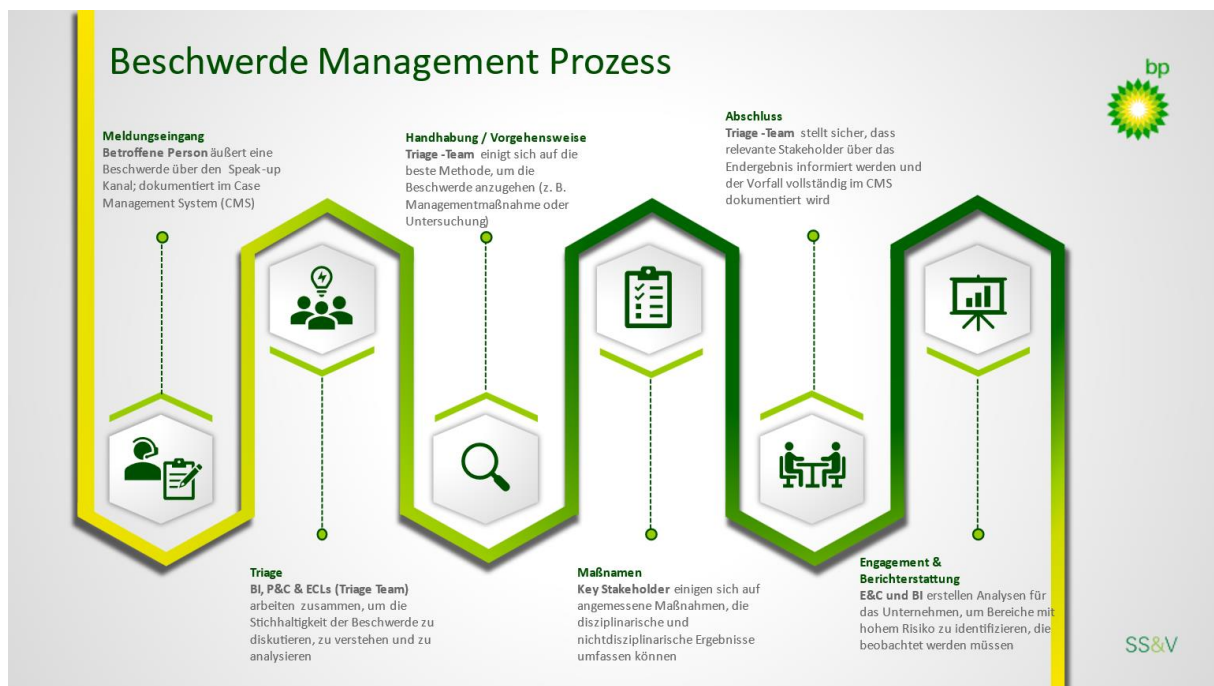 Beschwerde Management Prozess
bp
Meldungseingang
Betroffene Person äußert eine
Beschwerde über den Speak-up
Kanal; dokumentiert im Case
Management System (CMS)
Handhabung / Vorgehensweise
Triage -Team einigt sich auf die
beste Methode, um die
Beschwerde anzugehen (z. B.
Managementmaßnahme oder
Untersuchung)
Abschluss
Triage -Team stellt sicher, dass
relevante Stakeholder über das
Endergebnis informiert werden und
der Vorfall vollständig im CMS
dokumentiert wird
Triage
BI, P&C & ECLs (Triage Team)
arbeiten zusammen, um die
Stichhaltigkeit der Beschwerde zu
diskutieren, zu verstehen und zu
analysieren
Maßnamen
Key Stakeholder einigen sich auf
angemessene Maßnahmen, die
disziplinarische und
nichtdisziplinarische Ergebnisse
umfassen können
Engagement &
Berichterstattung
E&C und BI erstellen Analysen für
das Unternehmen, um Bereiche mit
hohem Risiko zu identifizieren, die
beobachtet werden müssen
SS&V